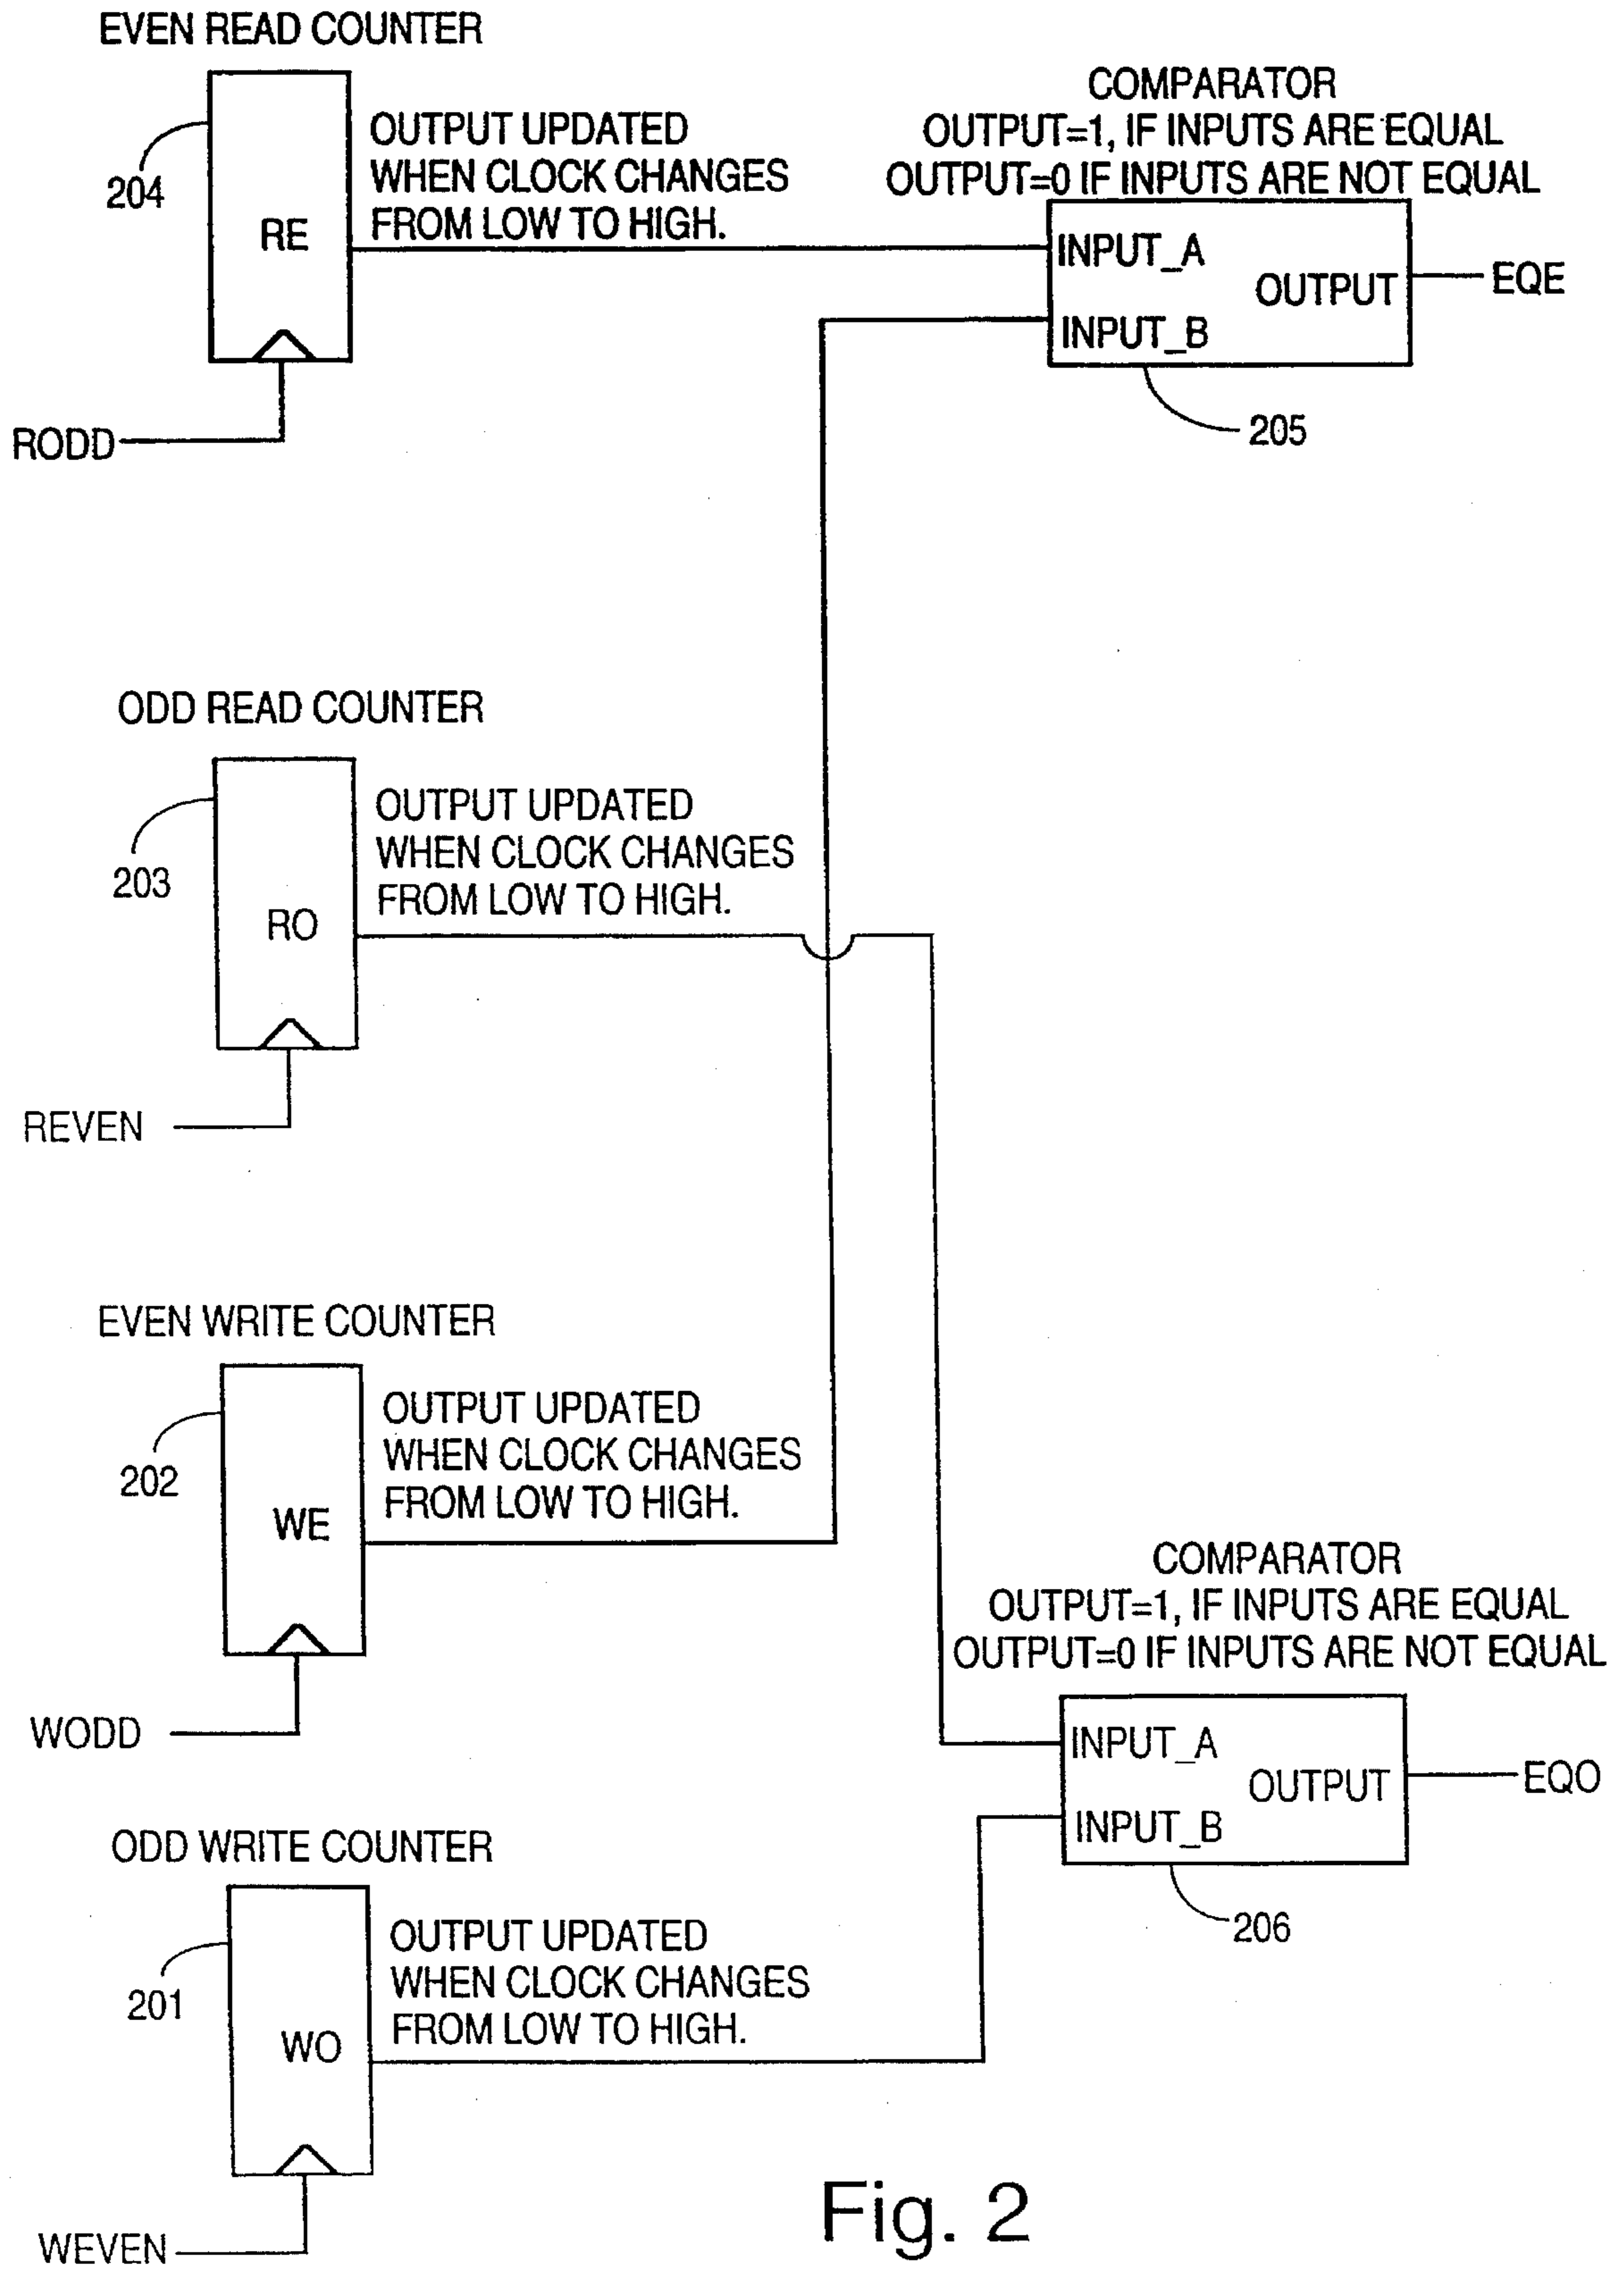 EVEN READ COUNTER
204
RE
OUTPUT UPDATED
WHEN CLOCK CHANGES
FROM LOW TO HIGH.
RODD
COMPARATOR
OUTPUT=1, IF INPUTS ARE EQUAL
OUTPUT=0 IF INPUTS ARE NOT EQUAL
INPUT_A
OUTPUT
EQE
INPUT_B
205
ODD READ COUNTER
203
RO
OUTPUT UPDATED
WHEN CLOCK CHANGES
FROM LOW TO HIGH.
REVEN
EVEN WRITE COUNTER
202
WE
OUTPUT UPDATED
WHEN CLOCK CHANGES
FROM LOW TO HIGH.
WODD
COMPARATOR
OUTPUT=1, IF INPUTS ARE EQUAL
OUTPUT=0 IF INPUTS ARE NOT EQUAL
INPUT_A
OUTPUT
EQO
INPUT_B
206
ODD WRITE COUNTER
201
WO
OUTPUT UPDATED
WHEN CLOCK CHANGES
FROM LOW TO HIGH.
WEVEN
Fig. 2